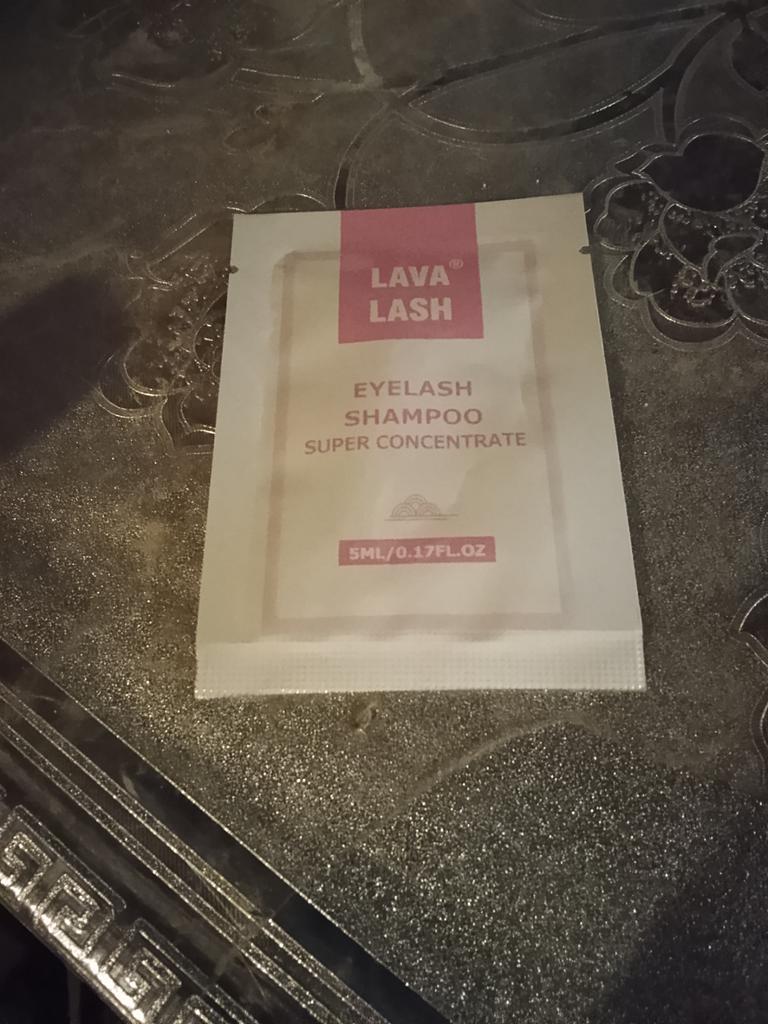 LAVA®
LASH
EYELASH
SHAMPOO
SUPER CONCENTRATE
5ML/0.17FL.OZ